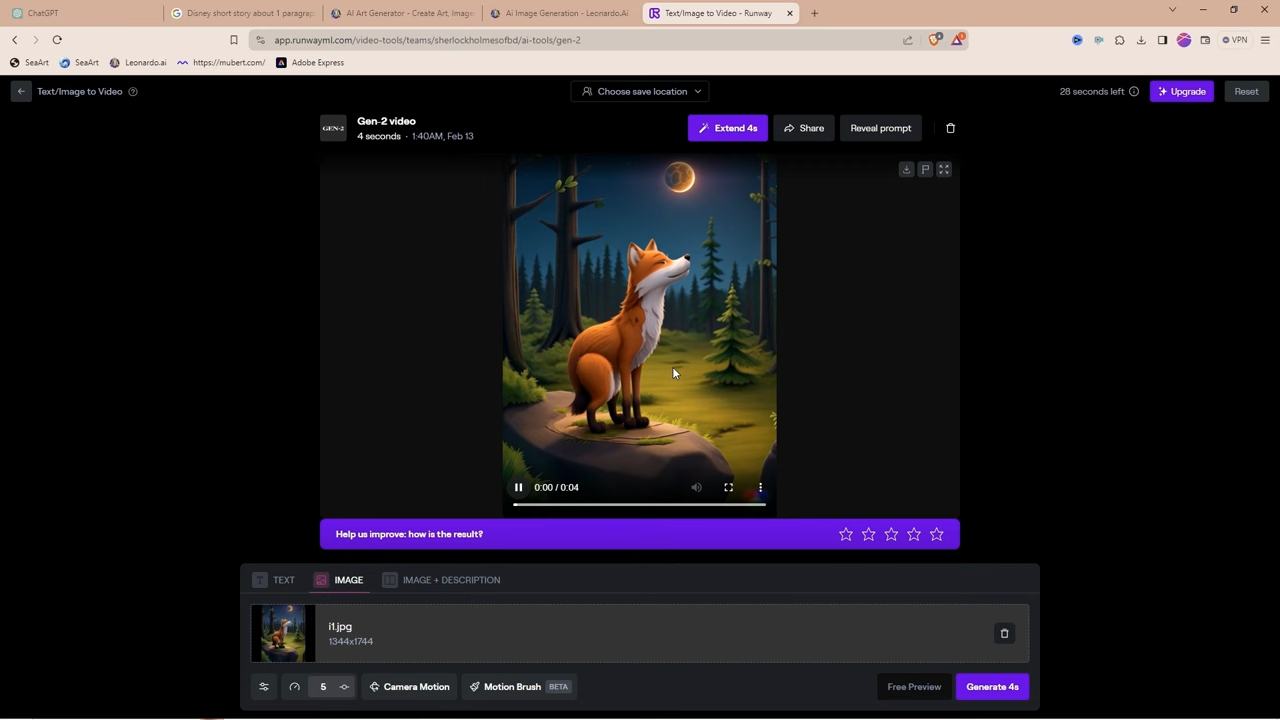 ChatGPT
Disney short story about 1 paragrap
AI Art Generator - Create Art, Image
Ai Image Generation - Leonardo.Ai
Text/Image to Video - Runway
app.runwayml.com/video-tools/teams/sherlockholmesofbd/ai-tools/gen-2
VPN
SeaArt
SeaArt
Leonardo.ai
https://mubert.com/
Adobe Express
Text/Image to Video
Choose save location
28 seconds left
Upgrade
Reset
GEN-2
Gen-2 video
4 seconds · 1:40AM, Feb 13
Extend 4s
Share
Reveal prompt
0:00 / 0:04
Help us improve: how is the result?
T TEXT
IMAGE
IMAGE + DESCRIPTION
i1.jpg
1344x1744
5
Camera Motion
Motion Brush BETA
Free Preview
Generate 4s